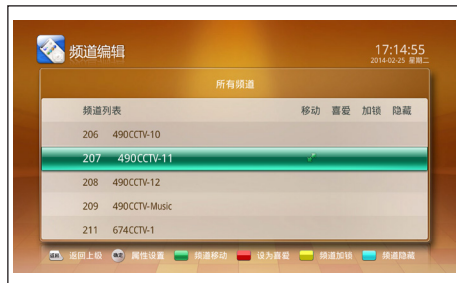 频道编辑
17:14:55
2014-02-25 星期二
所有频道
频道列表 移动 喜爱 加锁 隐藏
206 490CCTV-10
207 490CCTV-11
208 490CCTV-12
209 490CCTV-Music
211 674CCTV-1
返回上级 确定 属性设置 频道移动 设为喜爱 频道加锁 频道隐藏